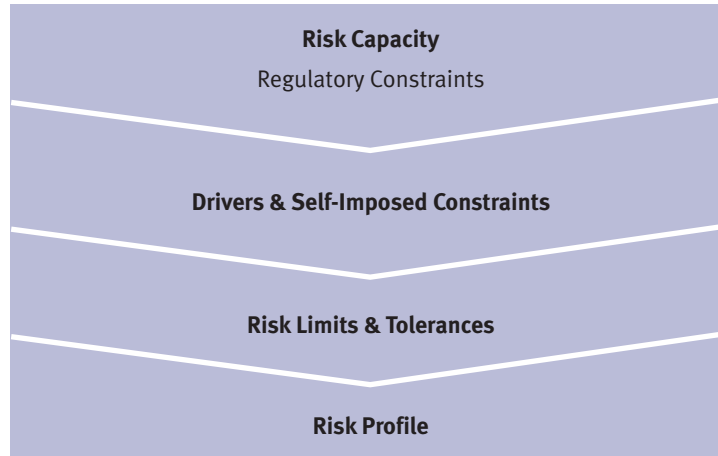 Risk Capacity
Regulatory Constraints
Drivers & Self-Imposed Constraints
Risk Limits & Tolerances
Risk Profile